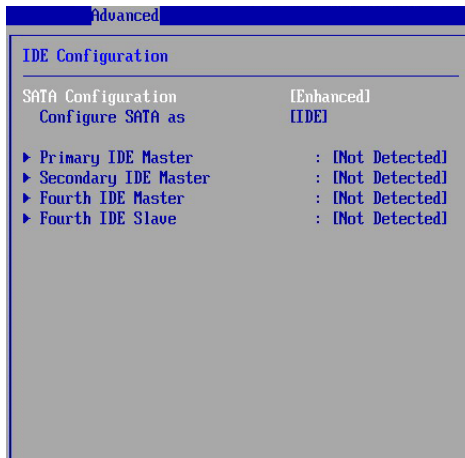 Advanced
IDE Configuration
SATA Configuration [Enhanced]
Configure SATA as [IDE]
Primary IDE Master : [Not Detected]
Secondary IDE Master : [Not Detected]
Fourth IDE Master : [Not Detected]
Fourth IDE Slave : [Not Detected]